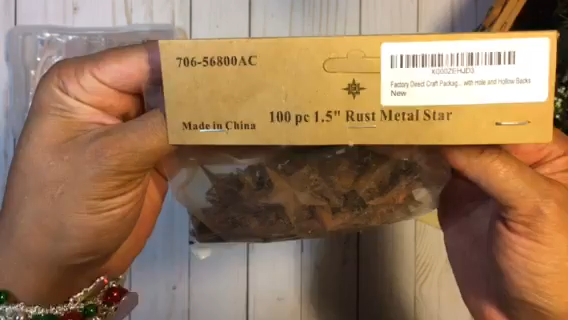 706-56800AC
X000ZEHJD3
Factory Direct Craft Packag... with Hole and Hollow Backs
New
Made in China
100 pc 1.5" Rust Metal Star